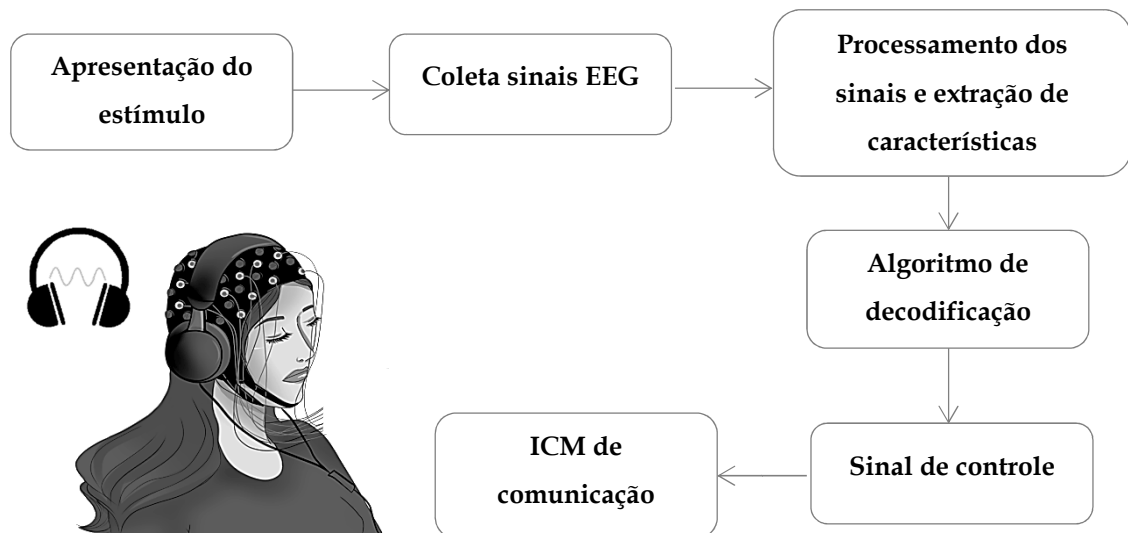 Apresentação do
estímulo
Coleta sinais EEG
Processamento dos
sinais e extração de
características
Algoritmo de
decodificação
Sinal de controle
ICM de
comunicação